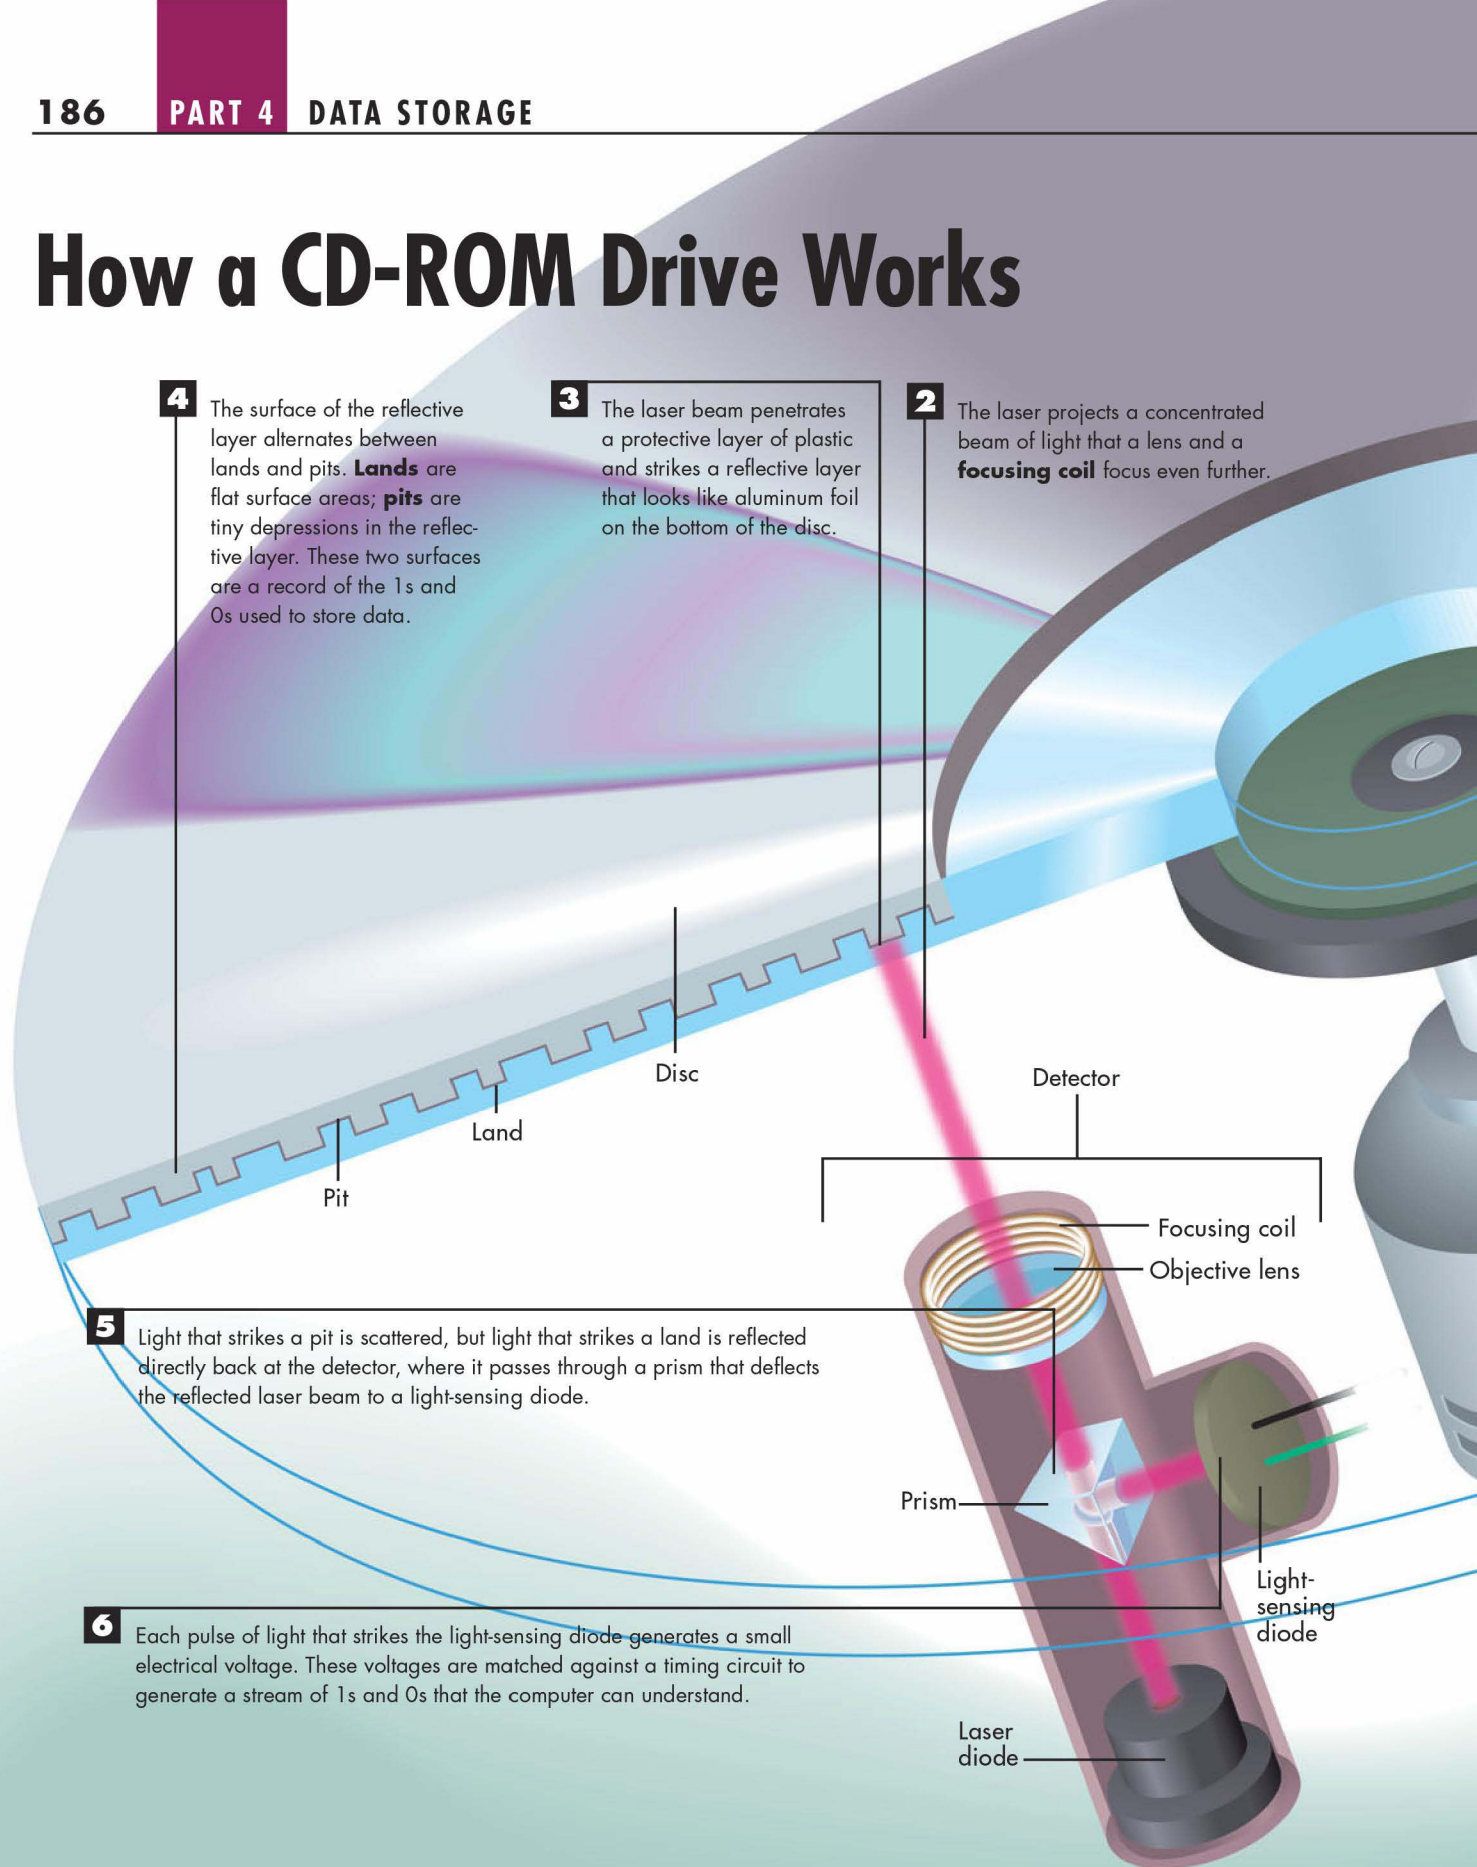 186 PART 4 DATA STORAGE
How a CD-ROM Drive Works
4
The surface of the reflective
layer alternates between
lands and pits. Lands are
flat surface areas; pits are
tiny depressions in the reflec-
tive layer. These two surfaces
are a record of the 1s and
0s used to store data.
3
The laser beam penetrates
a protective layer of plastic
and strikes a reflective layer
that looks like aluminum foil
on the bottom of the disc.
2
The laser projects a concentrated
beam of light that a lens and a
focusing coil focus even further.
Disc
Land
Pit
Detector
Focusing coil
Objective lens
5
Light that strikes a pit is scattered, but light that strikes a land is reflected
directly back at the detector, where it passes through a prism that deflects
the reflected laser beam to a light-sensing diode.
Prism
Light-
sensing
diode
6
Each pulse of light that strikes the light-sensing diode generates a small
electrical voltage. These voltages are matched against a timing circuit to
generate a stream of 1s and 0s that the computer can understand.
Laser
diode